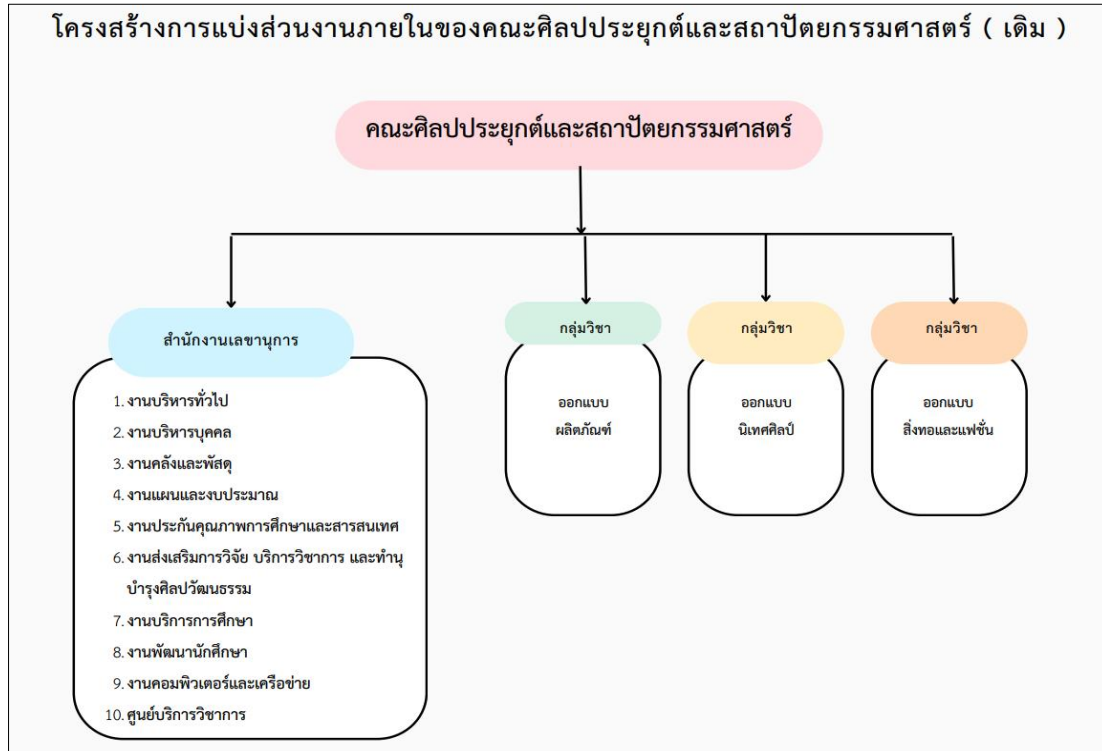 โครงสร้างการแบ่งส่วนงานภายในของคณะศิลปประยุกต์และสถาปัตยกรรมศาสตร์ ( เดิม )
คณะศิลปประยุกต์และสถาปัตยกรรมศาสตร์
สำนักงานเลขานุการ
1. งานบริหารทั่วไป
2. งานบริหารบุคคล
3. งานคลังและพัสดุ
4. งานแผนและงบประมาณ
5. งานประกันคุณภาพการศึกษาและสารสนเทศ
6. งานส่งเสริมการวิจัย บริการวิชาการ และทำนุ
บำรุงศิลปวัฒนธรรม
7. งานบริการการศึกษา
8. งานพัฒนานักศึกษา
9. งานคอมพิวเตอร์และเครือข่าย
10. ศูนย์บริการวิชาการ
กลุ่มวิชา
ออกแบบ
ผลิตภัณฑ์
กลุ่มวิชา
ออกแบบ
นิเทศศิลป์
กลุ่มวิชา
ออกแบบ
สิ่งทอและแฟชั่น